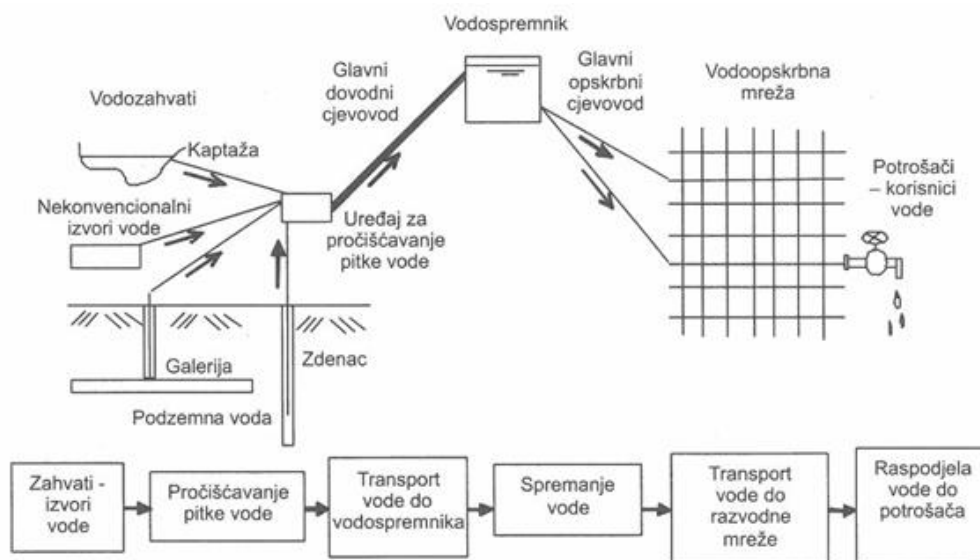 Vodospremnik
Glavni
dovodni
cjevovod
Glavni
opskrbni
cjevovod
Vodoopskrbna
mreža
Vodozahvati
Kaptaža
Nekonvencionalni
izvori vode
Uređaj za
pročišćavanje
pitke vode
Potrošači
– korisnici
vode
Galerija
Zdenac
Podzemna voda
Zahvati -
izvori
vode
Pročišćavanje
pitke vode
Transport
vode do
vodospremnika
Spremanje
vode
Transport
vode do
razvodne
mreže
Raspodjela
vode do
potrošača